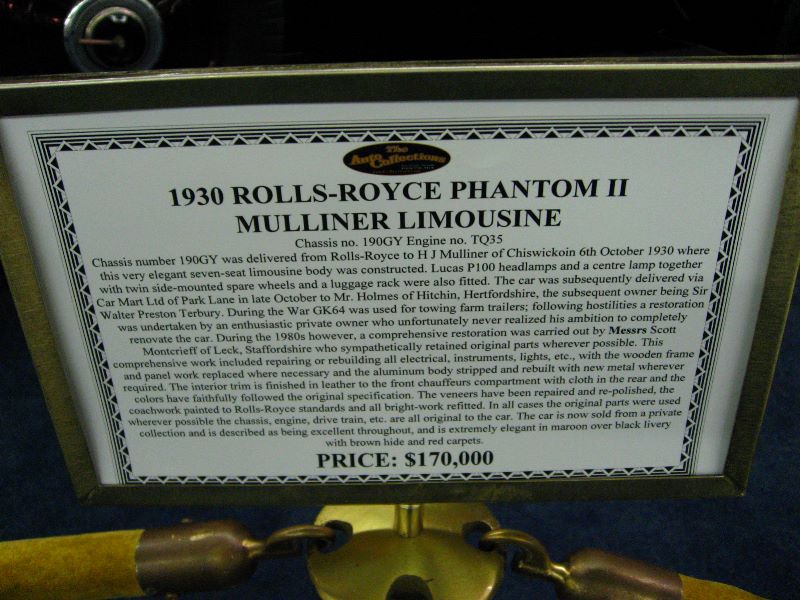 The
Auto Collections
1930 ROLLS-ROYCE PHANTOM II
MULLINER LIMOUSINE
Chassis no. 190GY Engine no. TQ35
Chassis number 190GY was delivered from Rolls-Royce to H J Mulliner of Chiswickoin 6th October 1930 where
this very elegant seven-seat limousine body was constructed. Lucas P100 headlamps and a centre lamp together
with twin side-mounted spare wheels and a luggage rack were also fitted. The car was subsequently delivered via
Car Mart Ltd of Park Lane in late October to Mr. Holmes of Hitchin, Hertfordshire, the subsequent owner being Sir
Walter Preston Terbury. During the War GK64 was used for towing farm trailers; following hostilities a restoration
was undertaken by an enthusiastic private owner who unfortunately never realized his ambition to completely
renovate the car. During the 1980s however, a comprehensive restoration was carried out by Messrs Scott
Montcrieff of Leck, Staffordshire who sympathetically retained original parts wherever possible. This
comprehensive work included repairing or rebuilding all electrical, instruments, lights, etc., with the wooden frame
and panel work replaced where necessary and the aluminum body stripped and rebuilt with new metal wherever
required. The interior trim is finished in leather to the front chauffeurs compartment with cloth in the rear and the
colors have faithfully followed the original specification. The veneers have been repaired and re-polished, the
coachwork painted to Rolls-Royce standards and all bright-work refitted. In all cases the original parts were used
wherever possible the chassis, engine, drive train, etc. are all original to the car. The car is now sold from a private
collection and is described as being excellent throughout, and is extremely elegant in maroon over black livery
with brown hide and red carpets.
PRICE: $170,000